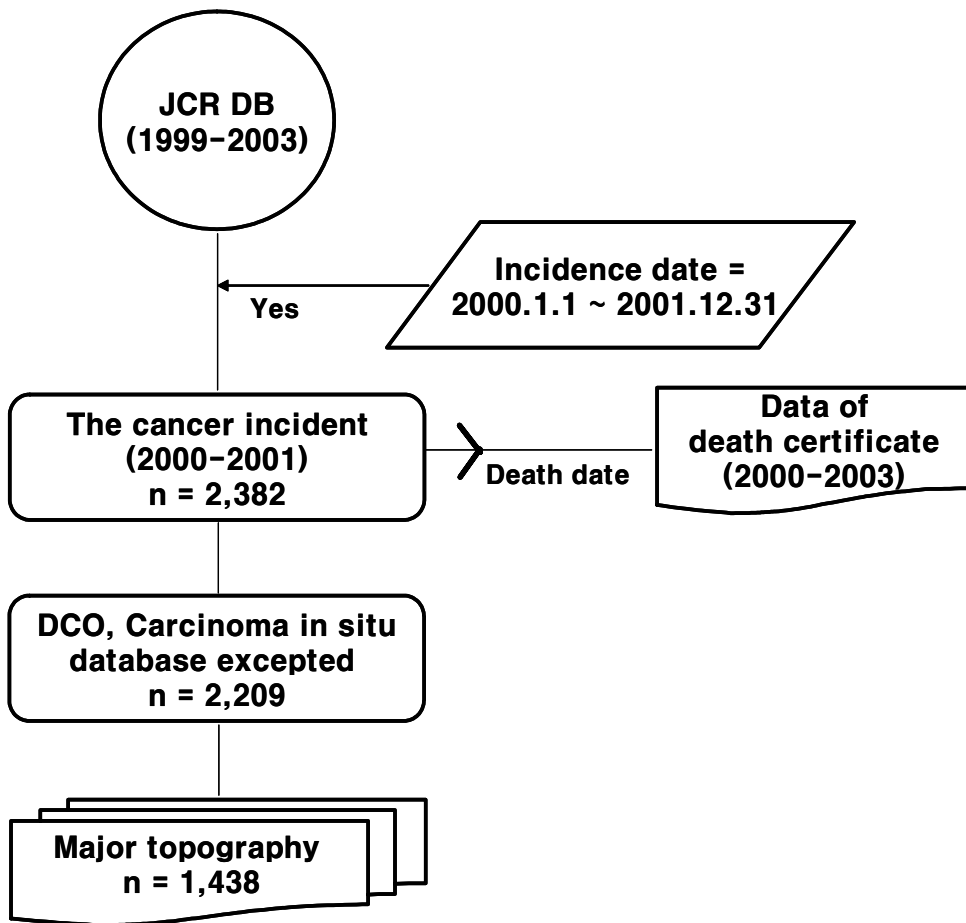 JCR DB
(1999-2003)
Incidence date =
2000.1.1 ~ 2001.12.31
Yes
The cancer incident
(2000-2001)
n = 2,382
Data of
death certificate
(2000-2003)
Death date
DCO, Carcinoma in situ
database excepted
n = 2,209
Major topography
n = 1,438